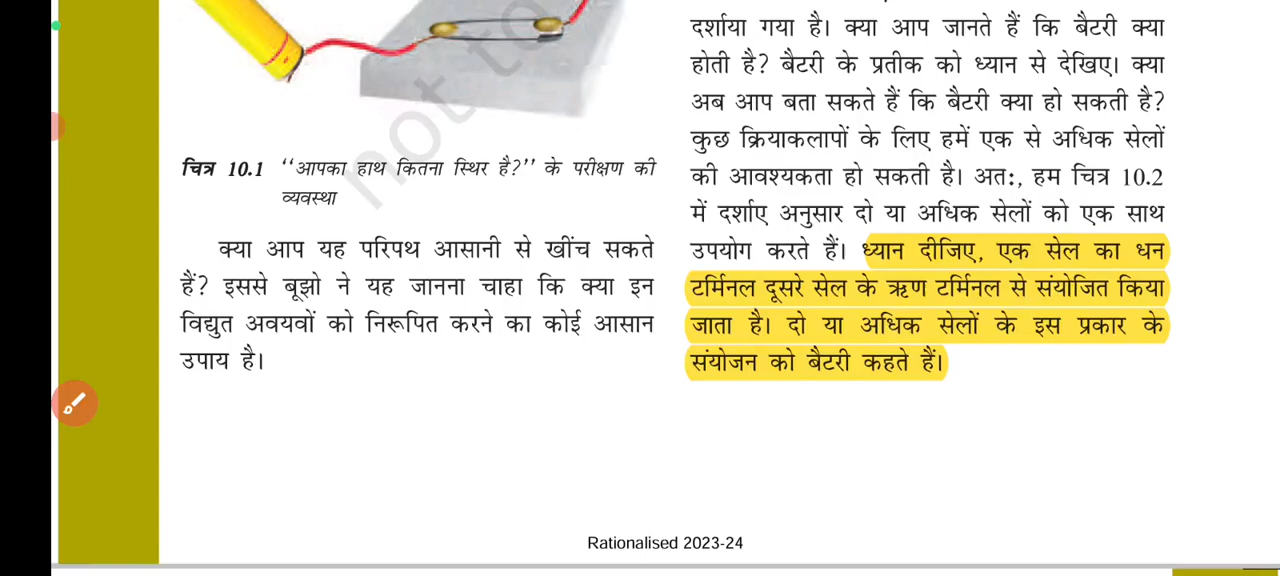 चित्र 10.1 ‘‘आपका हाथ कितना स्थिर है?’’ के परीक्षण की
व्यवस्था
क्या आप यह परिपथ आसानी से खींच सकते
हैं? इससे बूझो ने यह जानना चाहा कि क्या इन
विद्युत अवयवों को निरूपित करने का कोई आसान
उपाय है।
दर्शाया गया है। क्या आप जानते हैं कि बैटरी क्या
होती है? बैटरी के प्रतीक को ध्यान से देखिए। क्या
अब आप बता सकते हैं कि बैटरी क्या हो सकती है?
कुछ क्रियाकलापों के लिए हमें एक से अधिक सेलों
की आवश्यकता हो सकती है। अत:, हम चित्र 10.2
में दर्शाए अनुसार दो या अधिक सेलों को एक साथ
उपयोग करते हैं। ध्यान दीजिए, एक सेल का धन
टर्मिनल दूसरे सेल के ऋण टर्मिनल से संयोजित किया
जाता है। दो या अधिक सेलों के इस प्रकार के
संयोजन को बैटरी कहते हैं।
not to
Rationalised 2023-24